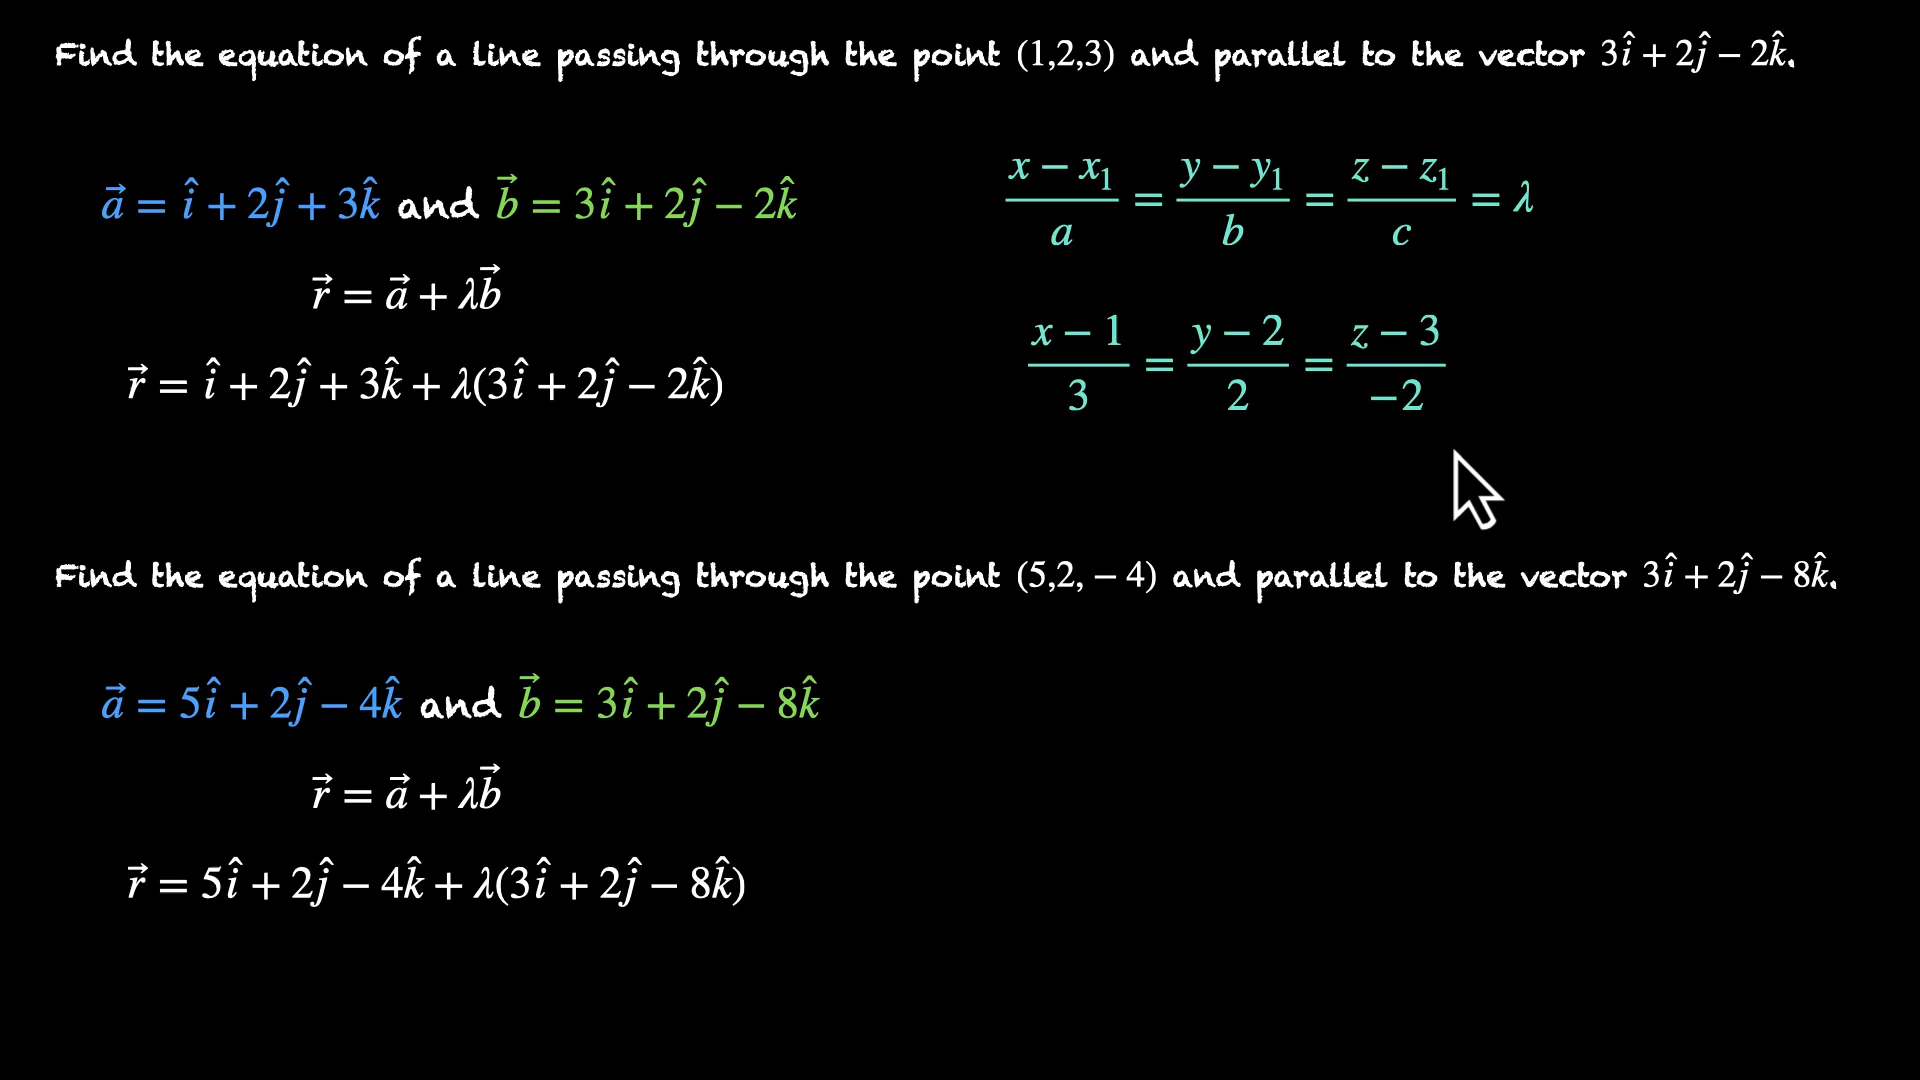 Find the equation of a line passing through the point (1,2,3) and parallel to the vector 3î + 2ĵ − 2k̂.
a⃗ = î + 2ĵ + 3k̂ and b⃗ = 3î + 2ĵ − 2k̂
r⃗ = a⃗ + λb⃗
r⃗ = î + 2ĵ + 3k̂ + λ(3î + 2ĵ − 2k̂)
(x − x₁)/a = (y − y₁)/b = (z − z₁)/c = λ
(x − 1)/3 = (y − 2)/2 = (z − 3)/−2
Find the equation of a line passing through the point (5,2, − 4) and parallel to the vector 3î + 2ĵ − 8k̂.
a⃗ = 5î + 2ĵ − 4k̂ and b⃗ = 3î + 2ĵ − 8k̂
r⃗ = a⃗ + λb⃗
r⃗ = 5î + 2ĵ − 4k̂ + λ(3î + 2ĵ − 8k̂)